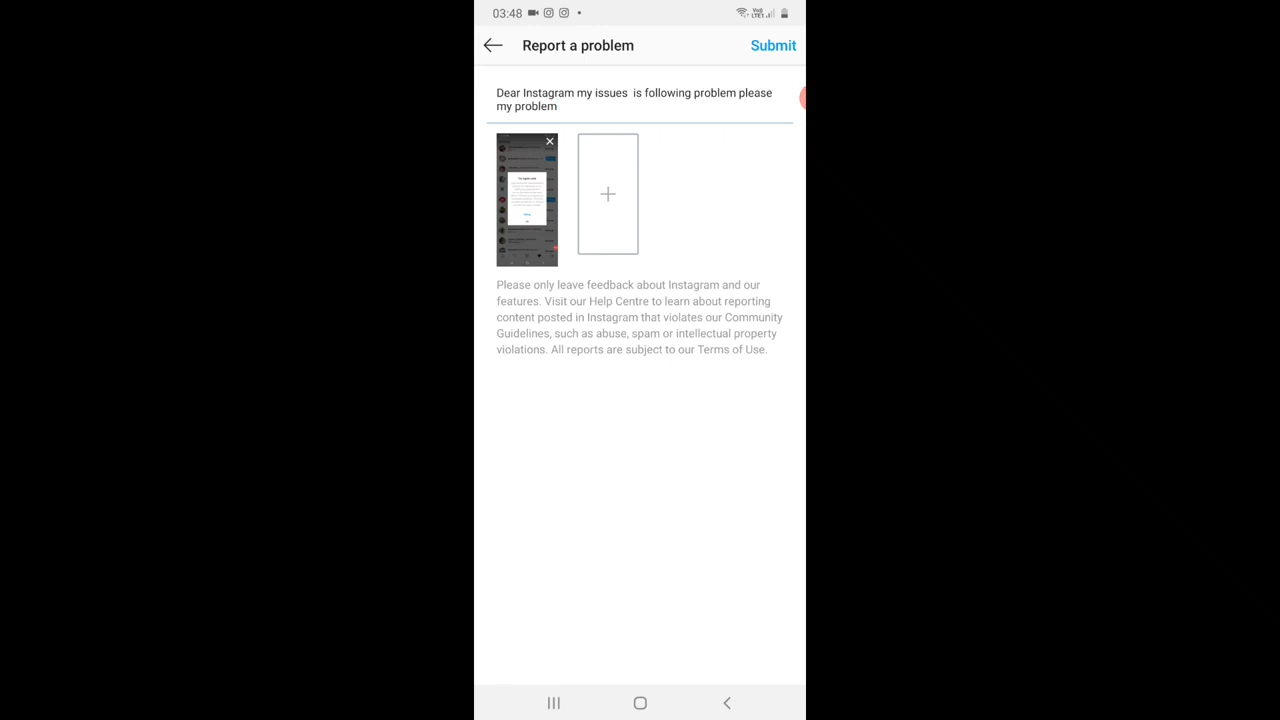 03:48
Report a problem
Submit
Dear Instagram my issues  is following problem please
my problem
Please only leave feedback about Instagram and our
features. Visit our Help Centre to learn about reporting
content posted in Instagram that violates our Community
Guidelines, such as abuse, spam or intellectual property
violations. All reports are subject to our Terms of Use.